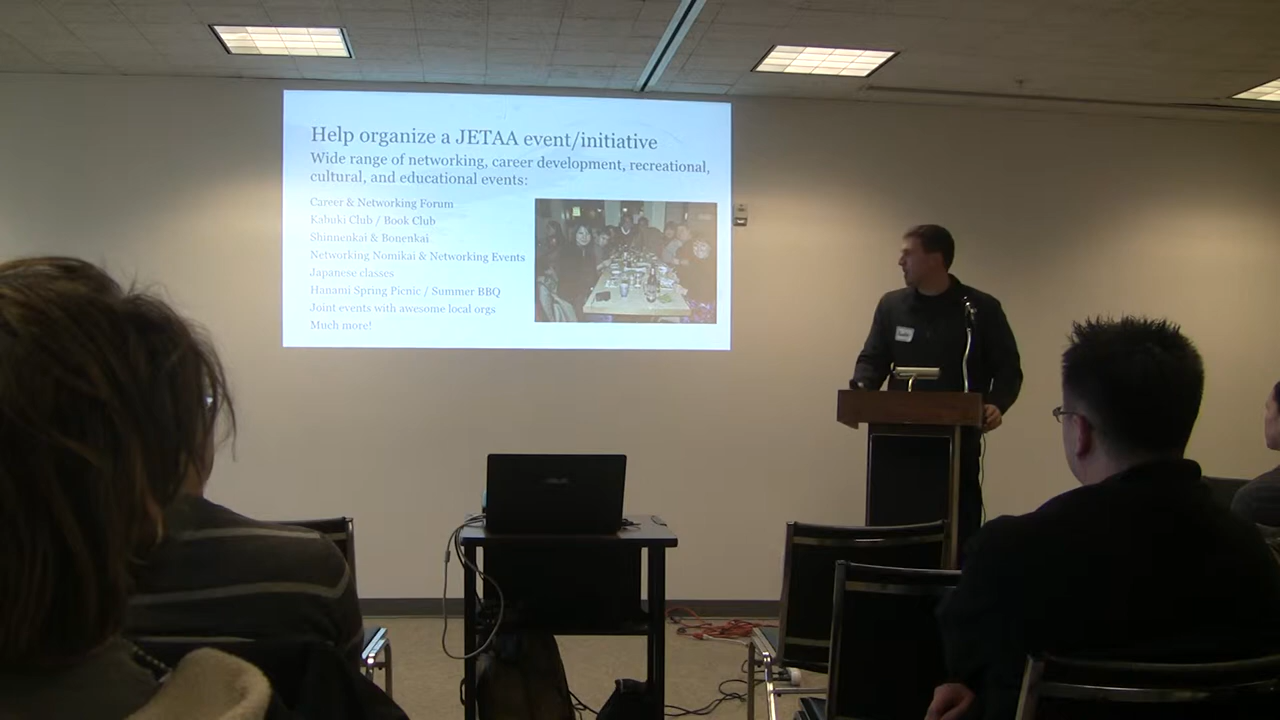 Help organize a JETAA event/initiative
Wide range of networking, career development, recreational,
cultural, and educational events:
Career & Networking Forum
Kabuki Club / Book Club
Shinnenkai & Bonenkai
Networking Nomikai & Networking Events
Japanese classes
Hanami Spring Picnic / Summer BBQ
Joint events with awesome local orgs
Much more!